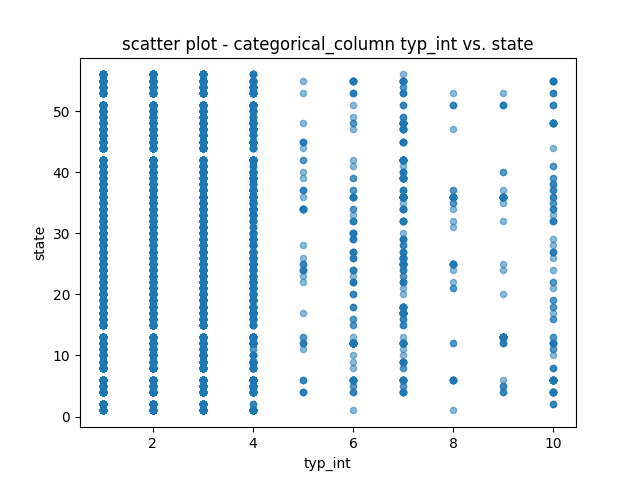 scatter plot - categorical_column typ_int vs. state
50
40
30
20
10
0
state
2 4 6 8 10
typ_int